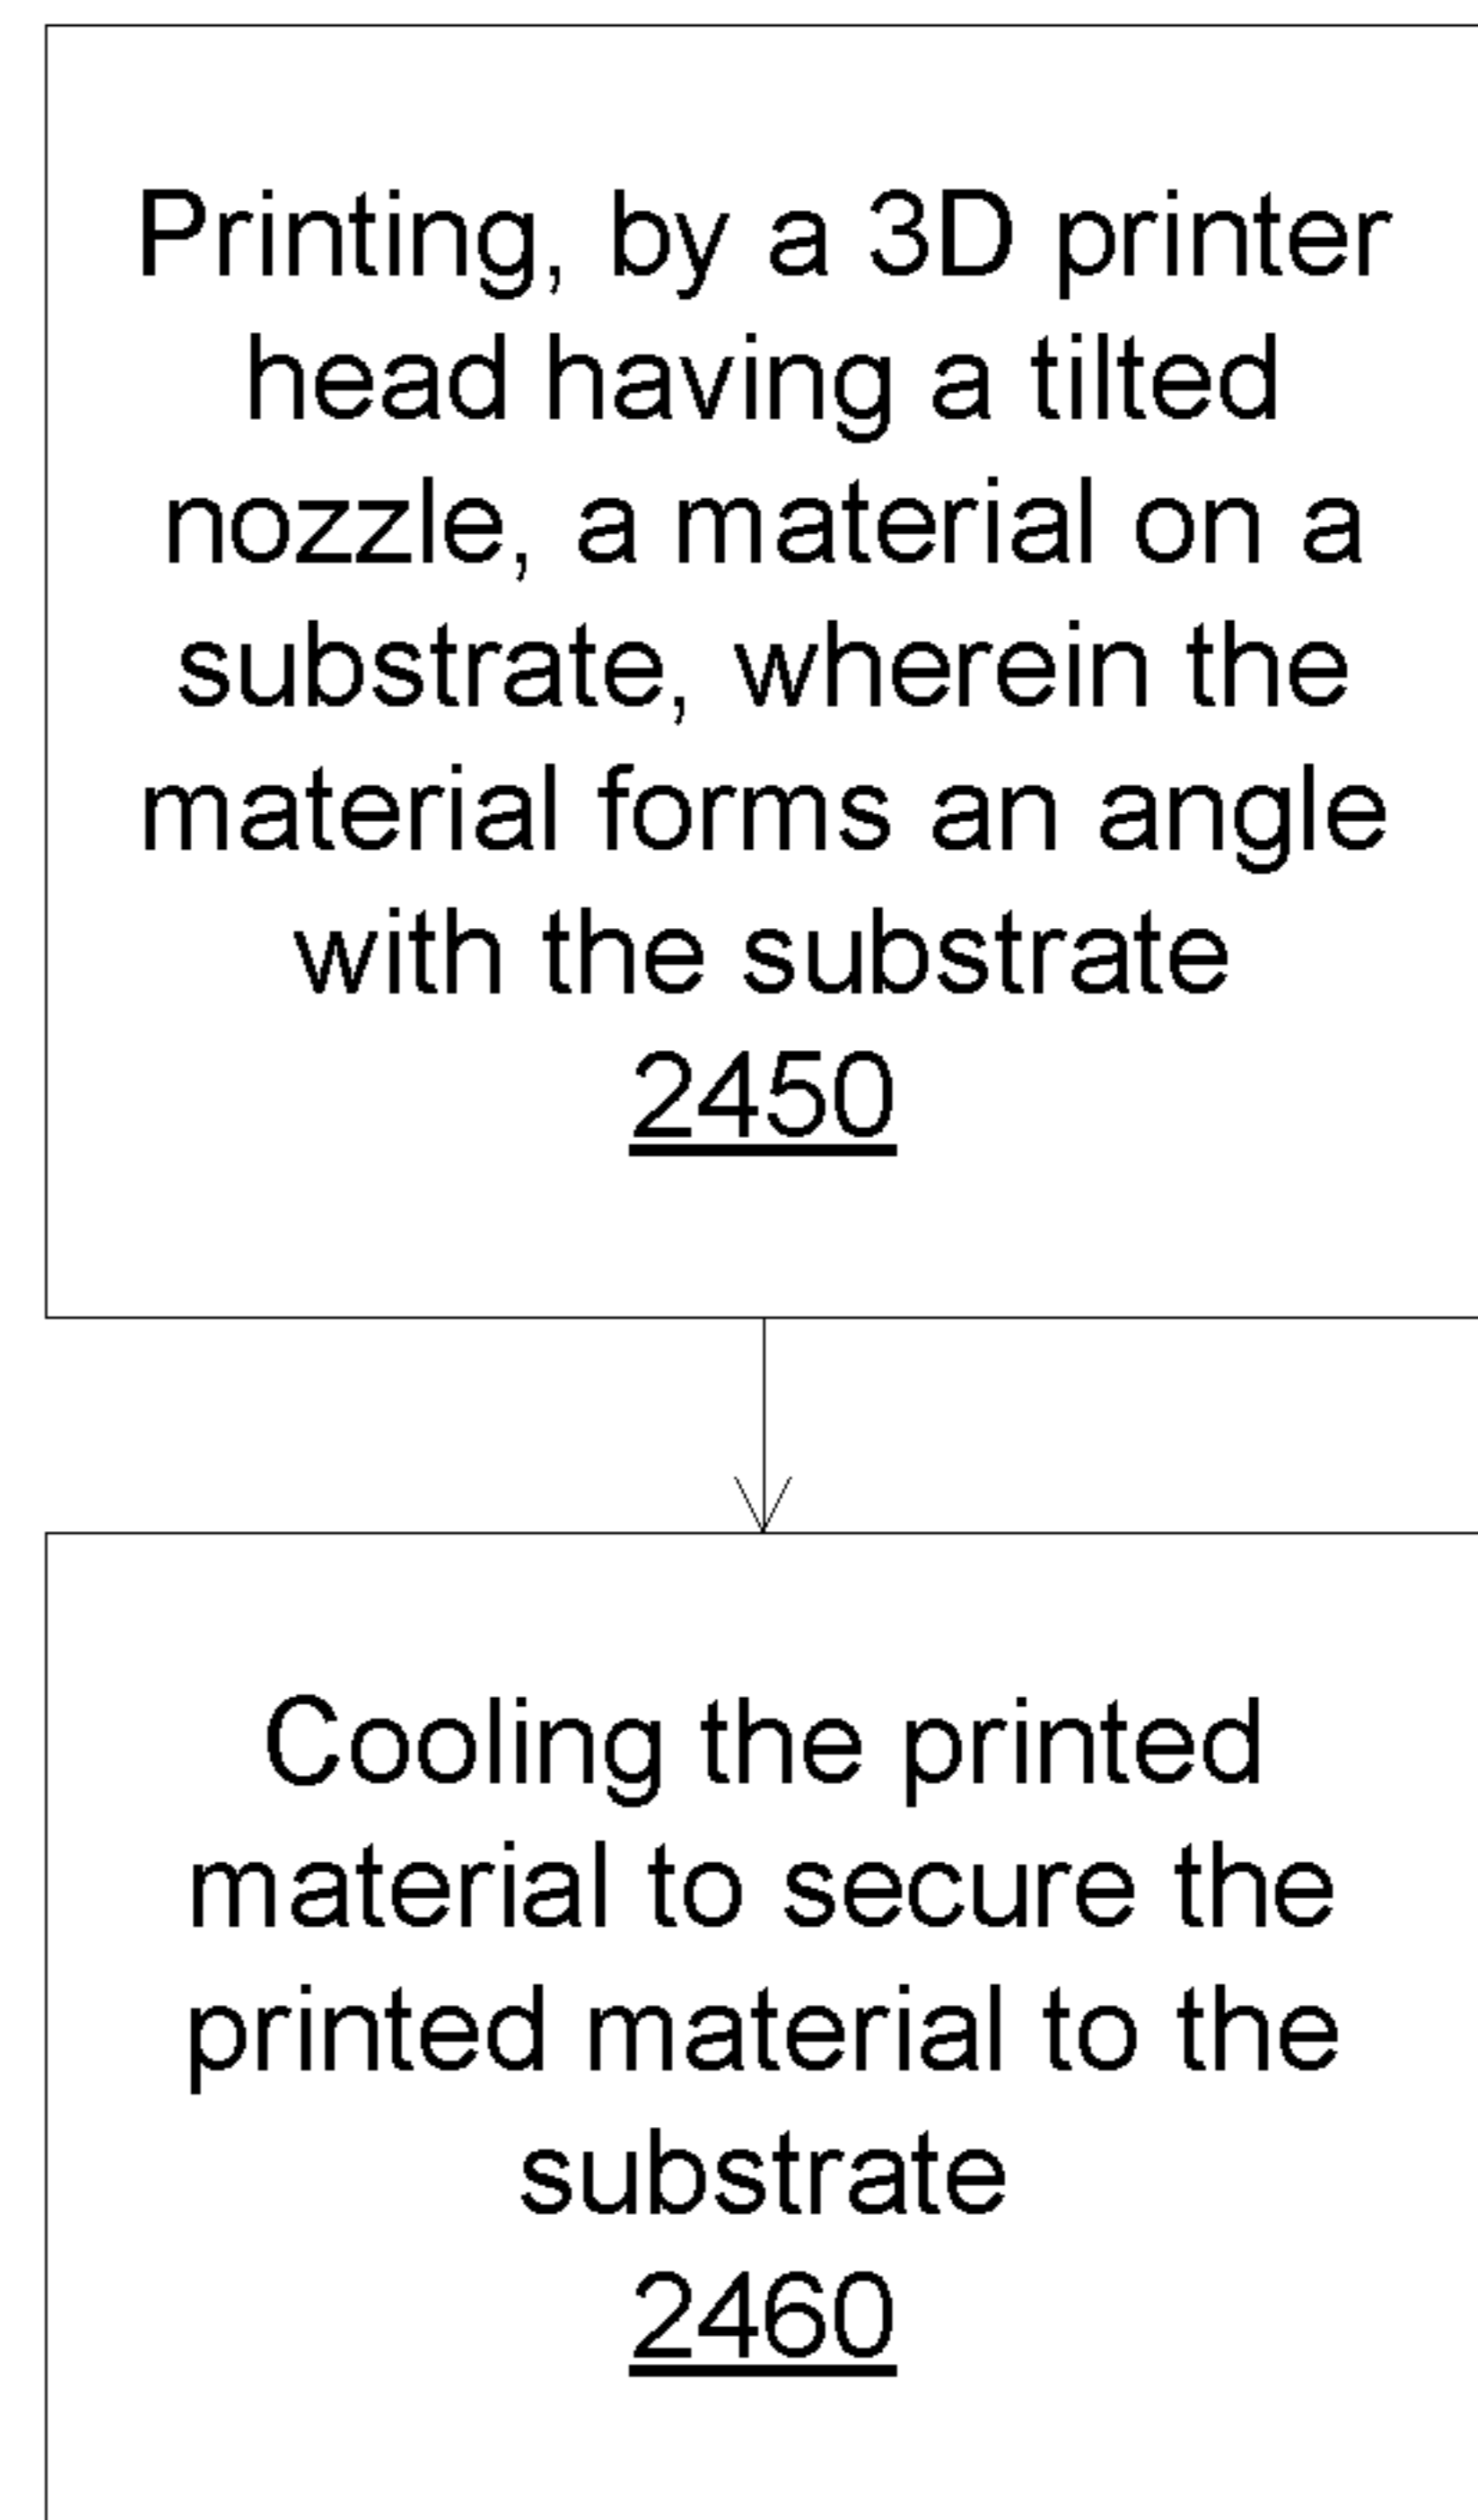 Printing, by a 3D printer
head having a tilted
nozzle, a material on a
substrate, wherein the
material forms an angle
with the substrate
2450
Cooling the printed
material to secure the
printed material to the
substrate
2460